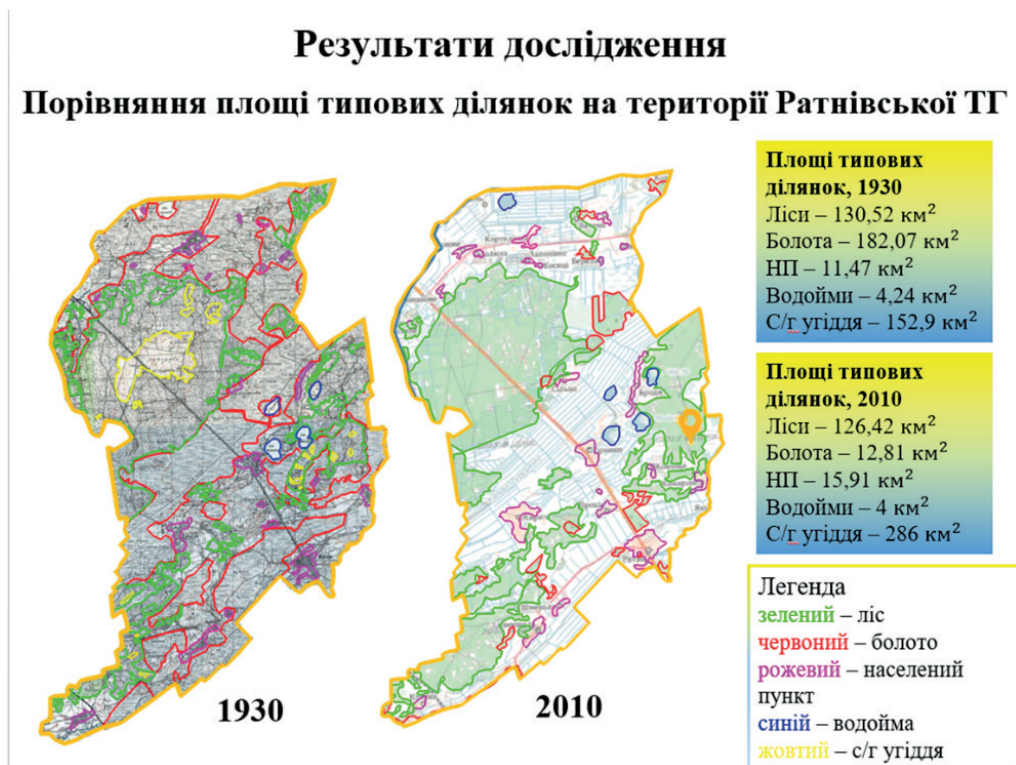 Результати дослідження
Порівняння площі типових ділянок на території Ратнівської ТГ
Площі типових
ділянок, 1930
Ліси – 130,52 км²
Болота – 182,07 км²
НП – 11,47 км²
Водойми – 4,24 км²
С/г угіддя – 152,9 км²
Площі типових
ділянок, 2010
Ліси – 126,42 км²
Болота – 12,81 км²
НП – 15,91 км²
Водойми – 4 км²
С/г угіддя – 286 км²
Легенда
зелений – ліс
червоний – болото
рожевий – населений
пункт
синій – водойма
жовтий – с/г угіддя
1930
2010